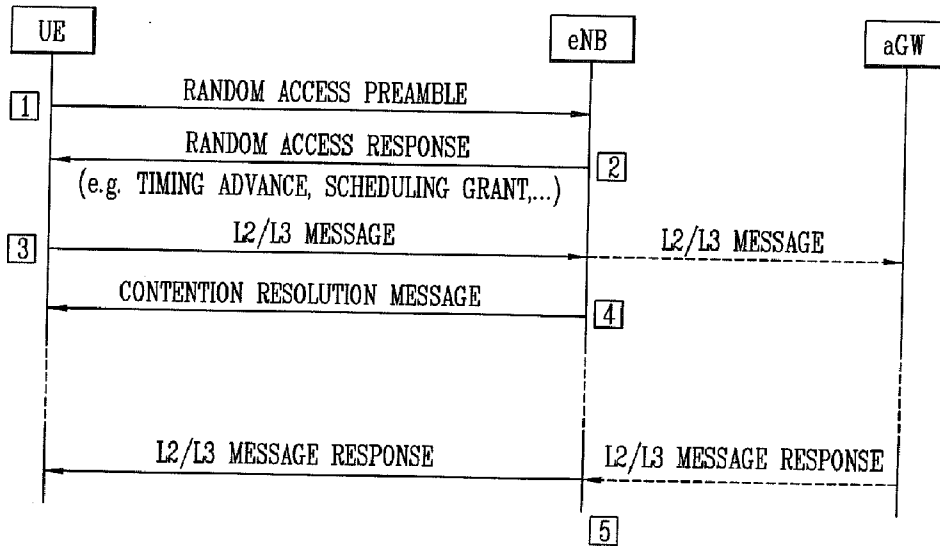 UE
eNB
aGW
RANDOM ACCESS PREAMBLE
1
RANDOM ACCESS RESPONSE
2
(e.g. TIMING ADVANCE, SCHEDULING GRANT,...)
L2/L3 MESSAGE
L2/L3 MESSAGE
3
CONTENTION RESOLUTION MESSAGE
4
L2/L3 MESSAGE RESPONSE
L2/L3 MESSAGE RESPONSE
5